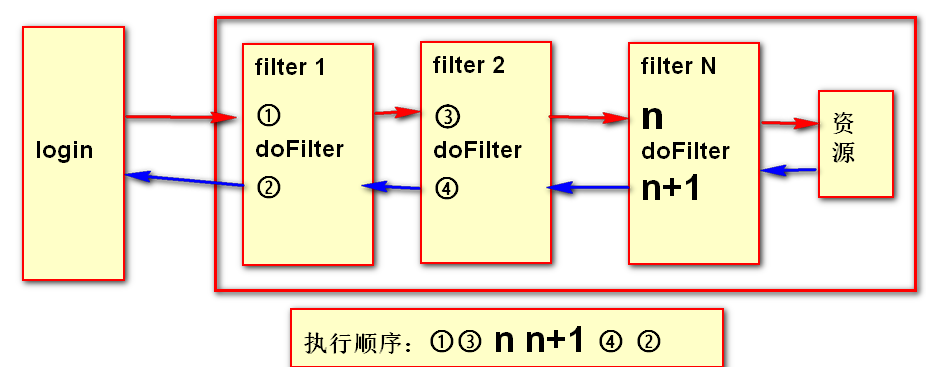 login
filter 1
①
doFilter
②
filter 2
③
doFilter
④
filter N
n
doFilter
n+1
资
源
执行顺序：①③ n n+1 ④ ②